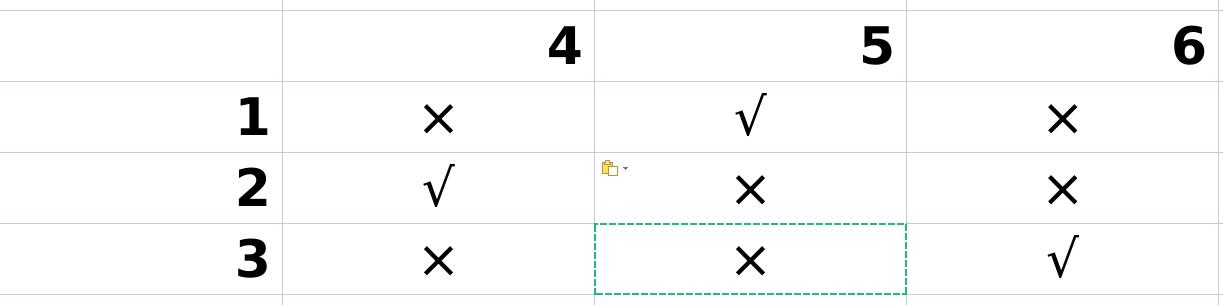 4 5 6
1 × √ ×
2 √ × ×
3 × × √